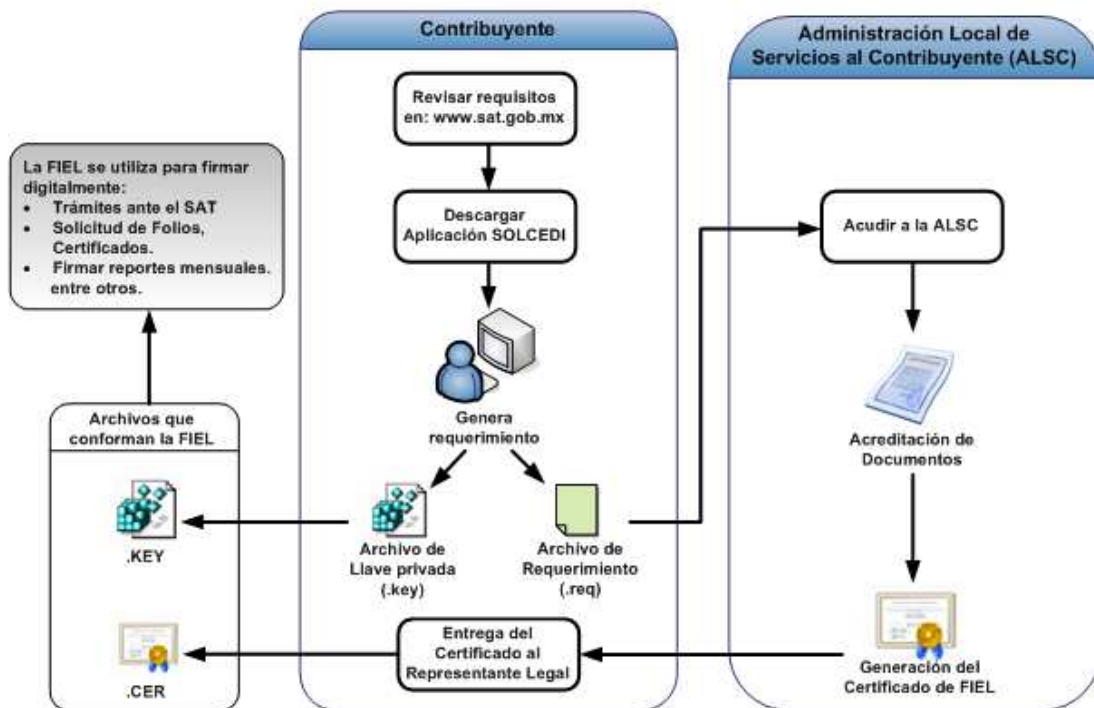 Contribuyente
Revisar requisitos
en: www.sat.gob.mx
Descargar
Aplicación SOLCEDI
Genera
requerimiento
Archivo de
Llave privada
(.key)
Archivo de
Requerimiento
(.req)
Entrega del
Certificado al
Representante Legal
Administración Local de
Servicios al Contribuyente (ALSC)
Acudir a la ALSC
Acreditación de
Documentos
Generación del
Certificado de FIEL
La FIEL se utiliza para firmar
digitalmente:
• Trámites ante el SAT
• Solicitud de Folios,
Certificados.
• Firmar reportes mensuales.
entre otros.
Archivos que
conforman la FIEL
.KEY
.CER